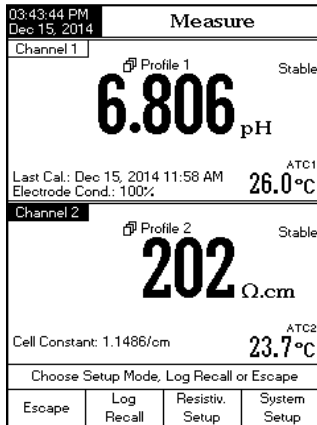 03:43:44 PM
Dec 15, 2014
Measure
Channel 1
Profile 1
Stable
6.806 pH
Last Cal.: Dec 15, 2014 11:58 AM
Electrode Cond.: 100%
ATC1
26.0°C
Channel 2
Profile 2
Stable
202 Ω.cm
Cell Constant: 1.1486/cm
ATC2
23.7°C
Choose Setup Mode, Log Recall or Escape
Escape
Log Recall
Resistiv. Setup
System Setup